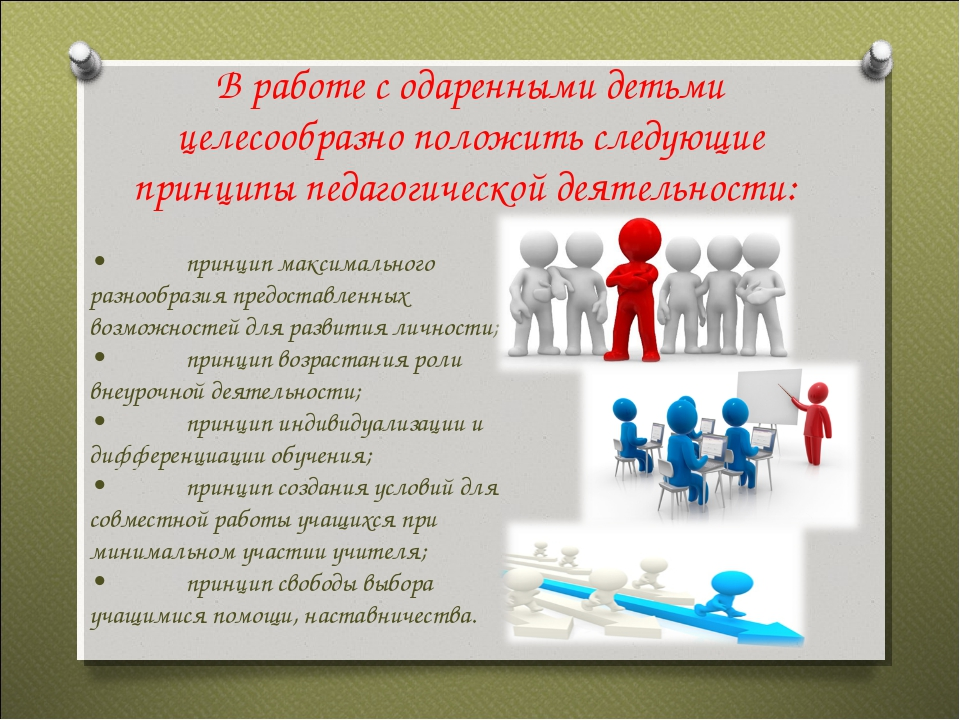 В работе с одаренными детьми
целесообразно положить следующие
принципы педагогической деятельности:
• принцип максимального
разнообразия предоставленных
возможностей для развития личности;
• принцип возрастания роли
внеурочной деятельности;
• принцип индивидуализации и
дифференциации обучения;
• принцип создания условий для
совместной работы учащихся при
минимальном участии учителя;
• принцип свободы выбора
учащимися помощи, наставничества.